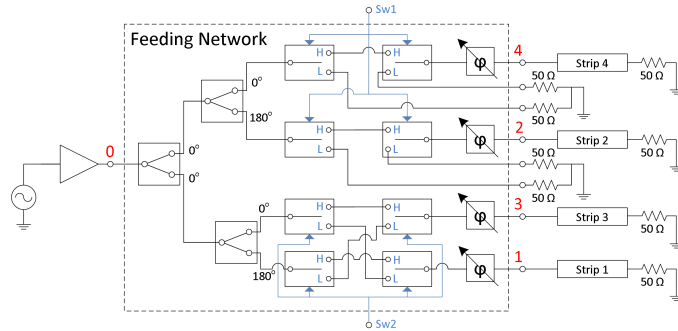 Sw1
Feeding Network
H
H
4
L
L
φ
Strip 4
50 Ω
50 Ω
0°
180°
50 Ω
H
H
2
L
L
φ
Strip 2
50 Ω
50 Ω
0
0°
0°
50 Ω
0°
H
H
3
L
L
φ
Strip 3
50 Ω
180°
H
H
1
L
L
φ
Strip 1
50 Ω
Sw2